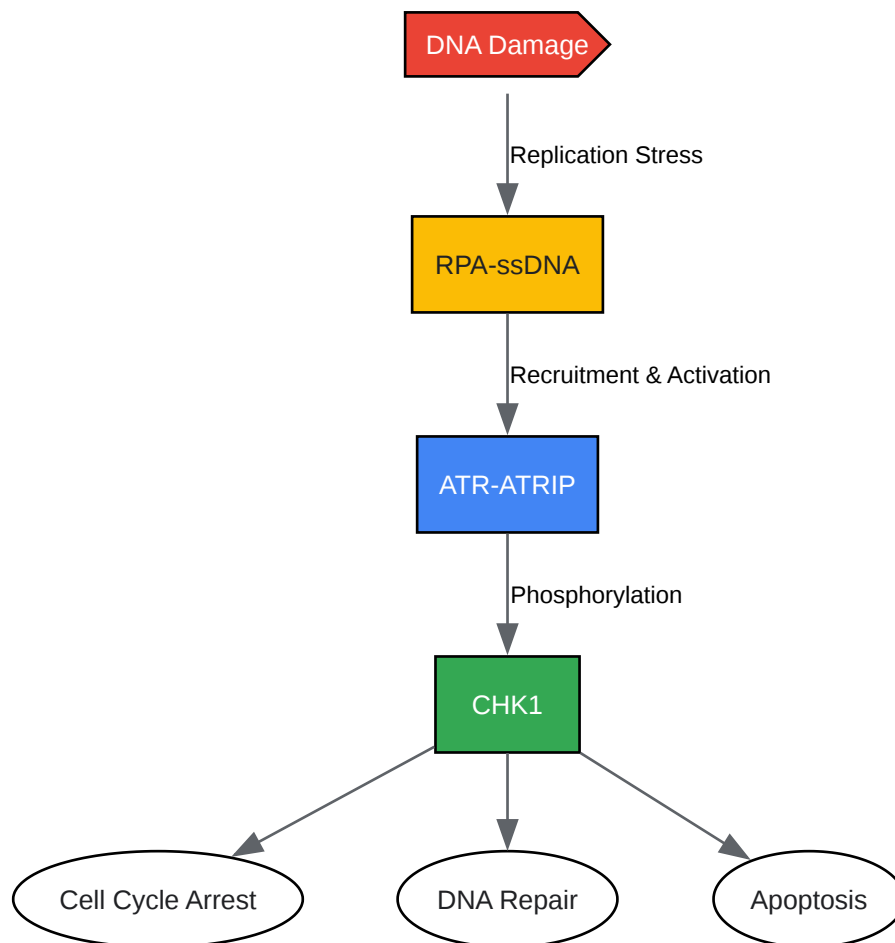 DNA Damage
Replication Stress
RPA-ssDNA
Recruitment & Activation
ATR-ATRIP
Phosphorylation
CHK1
Cell Cycle Arrest
DNA Repair
Apoptosis